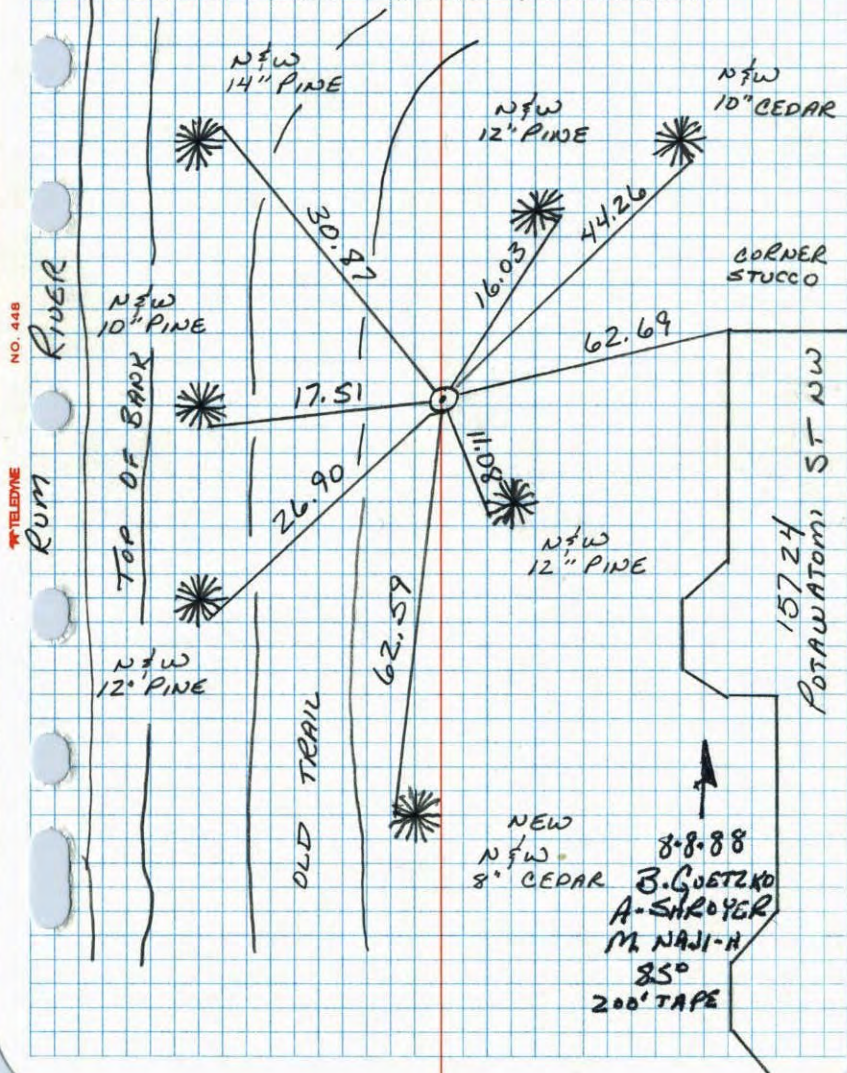 N&W
14" PINE
N&W
12" PINE
N&W
10" CEDAR
30.87
16.03
44.26
CORNER
STUCCO
62.69
N&W
10" PINE
17.51
RUM RIVER
TOP OF BANK
NO. 448
TELEDYNE
26.90
11.08
N&W
12" PINE
15724
POTAWATOMI ST NW
62.59
N&W
12" PINE
OLD TRAIL
NEW
N&W
8" CEDAR
8.8.88
B. GUETZKO
A. SHROYER
M. NAJI-H
85°
200' TAPE